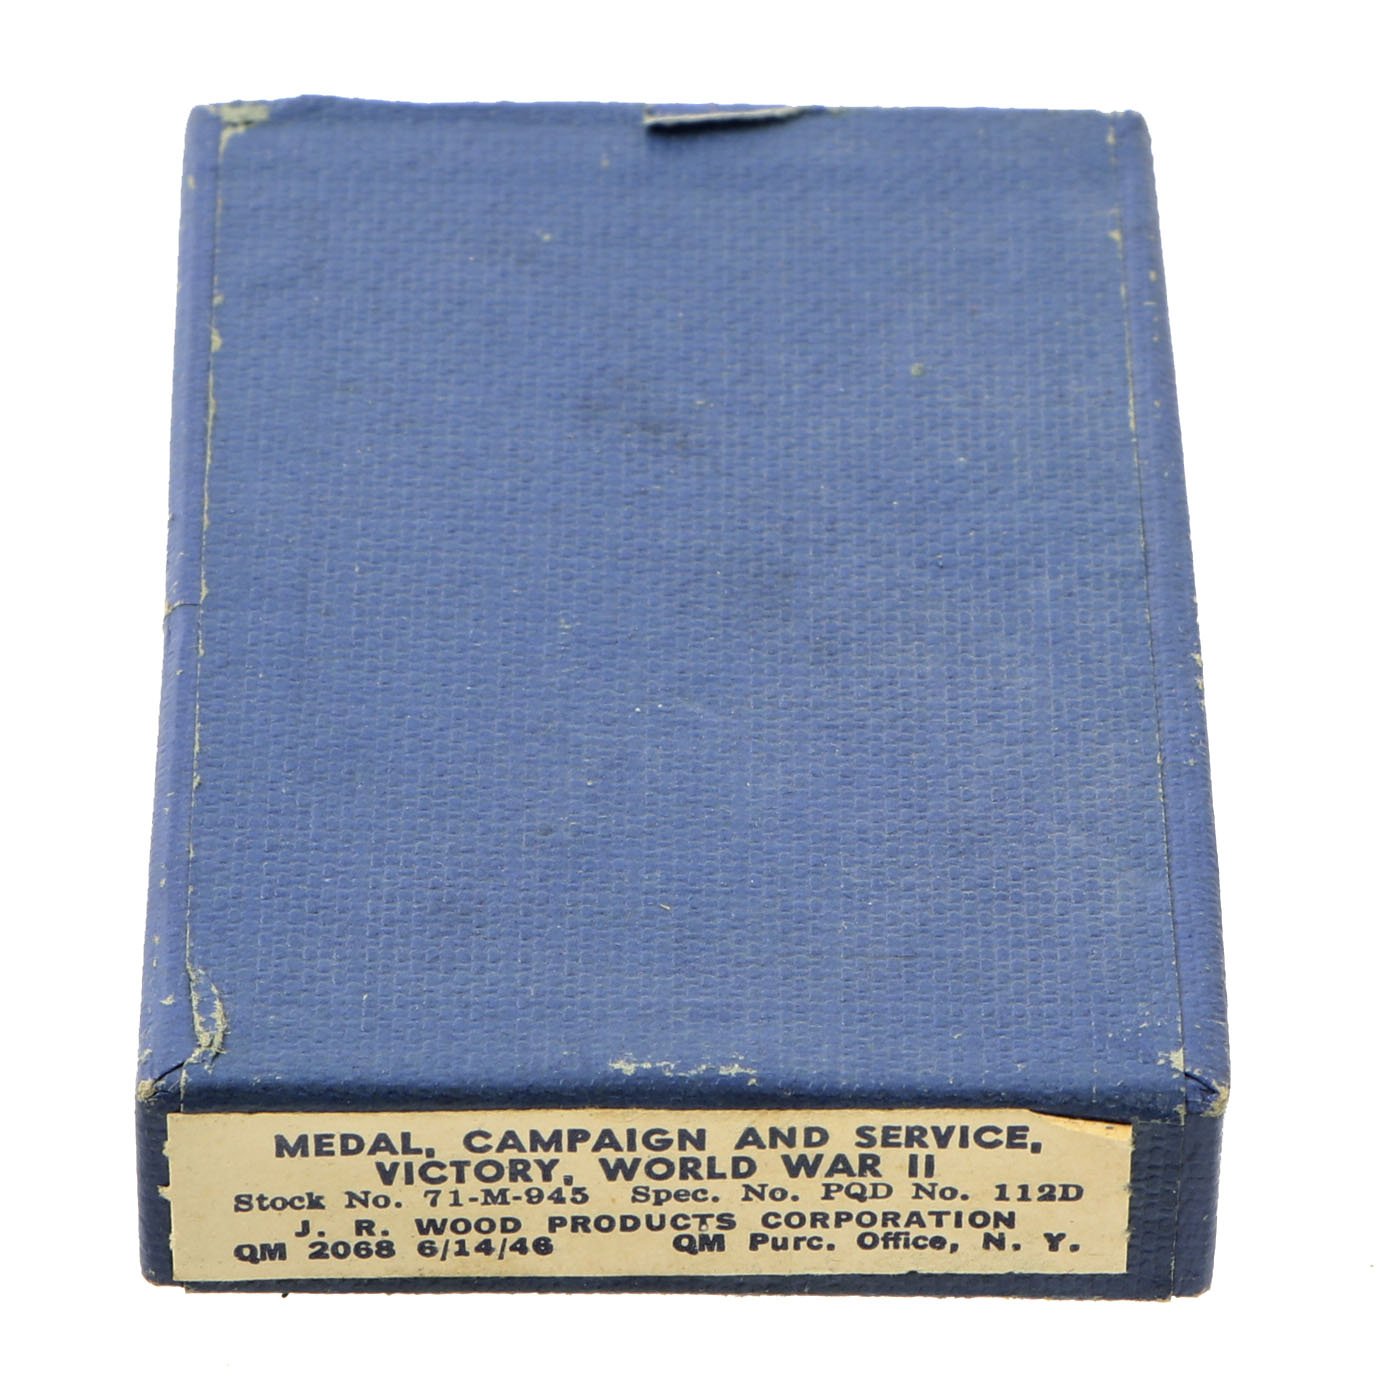 MEDAL, CAMPAIGN AND SERVICE,
VICTORY, WORLD WAR II
Stock No. 71-M-945 Spec. No. PQD No. 112D
J. R. WOOD PRODUCTS CORPORATION
QM 2068 6/14/46 QM Purc. Office, N. Y.